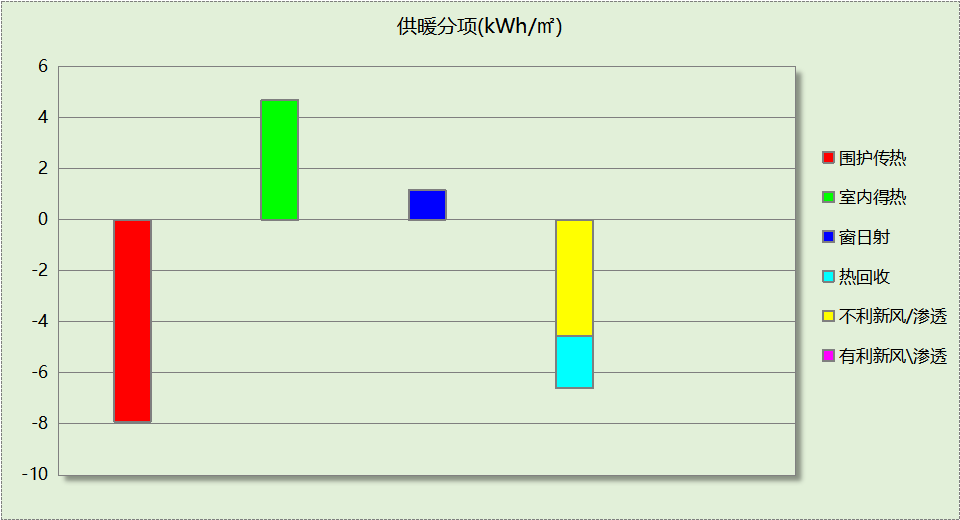 供暖分项(kWh/㎡)
6
4
2
0
-2
-4
-6
-8
-10
围护传热
室内得热
窗日射
热回收
不利新风/渗透
有利新风\渗透